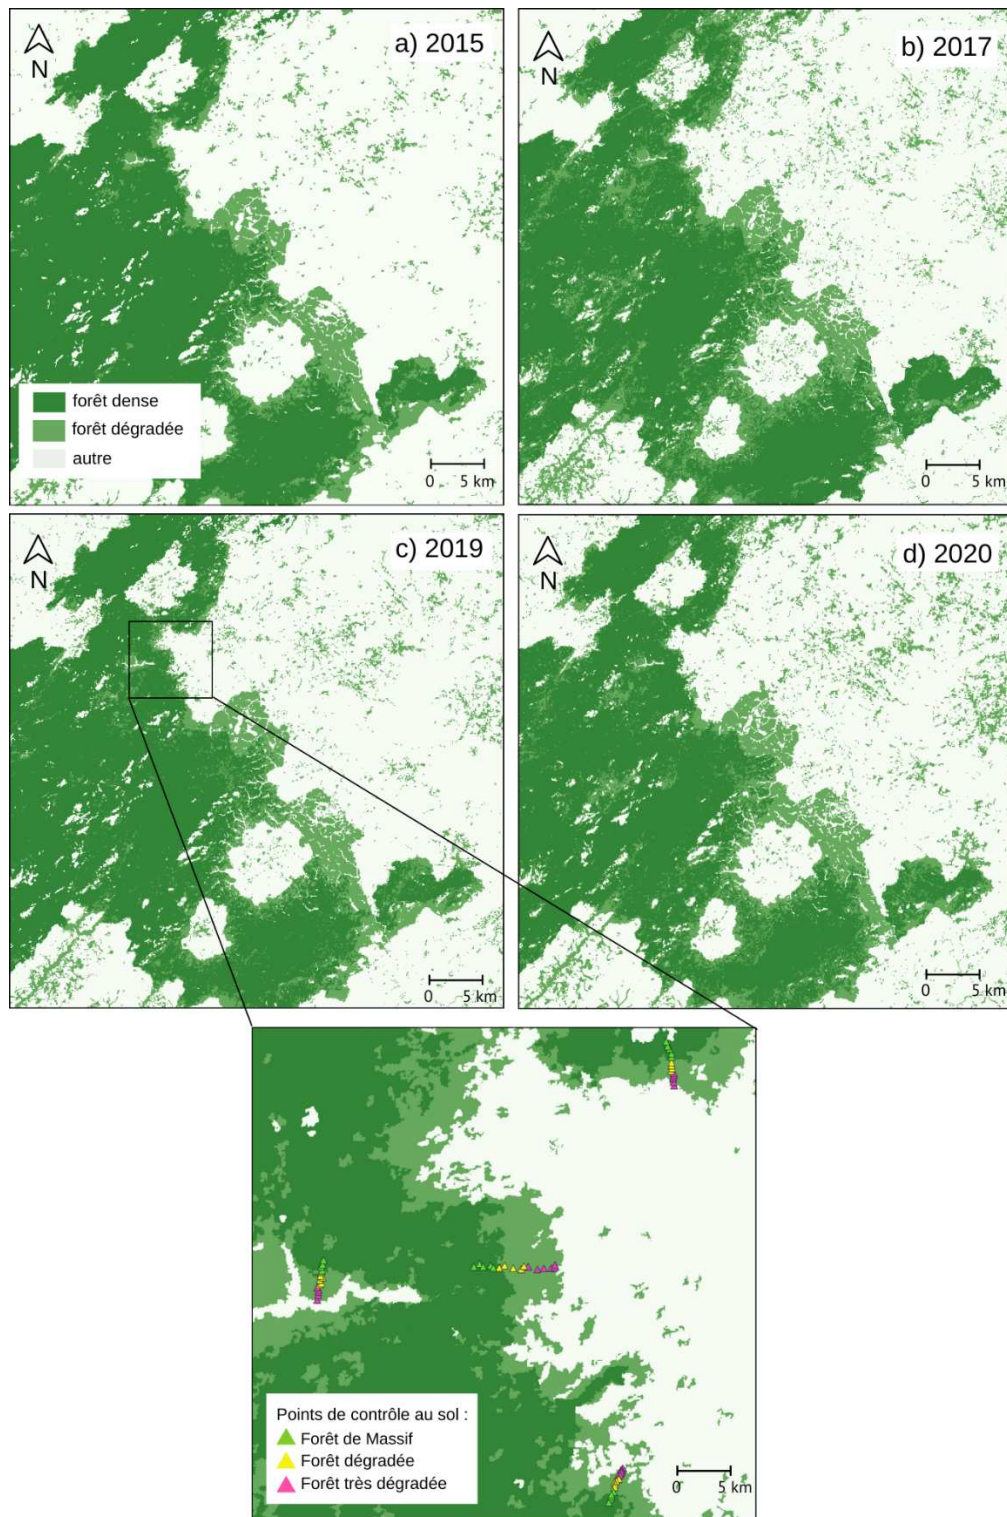 a) 2015
N
forêt dense
forêt dégradée
autre
0 5 km
b) 2017
N
0 5 km
c) 2019
N
0 5 km
d) 2020
N
0 5 km
Points de contrôle au sol :
Forêt de Massif
Forêt dégradée
Forêt très dégradée
0 5 km